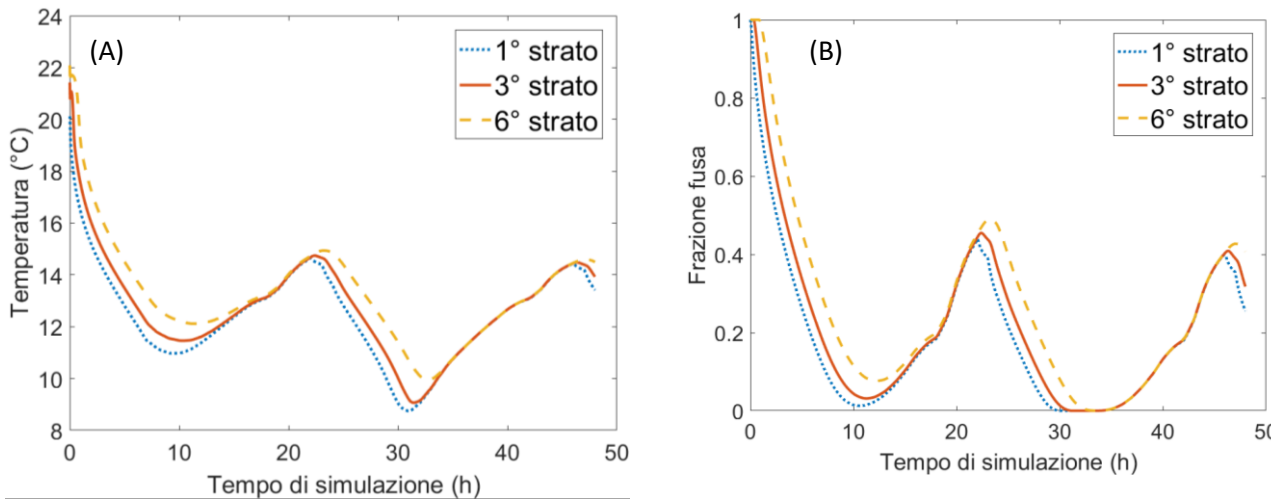 (A)
1° strato
3° strato
6° strato
24
22
20
18
16
14
12
10
8
0
10
20
30
40
50
Temperatura (°C)
Tempo di simulazione (h)
(B)
1° strato
3° strato
6° strato
1
0.8
0.6
0.4
0.2
0
0
10
20
30
40
50
Frazione fusa
Tempo di simulazione (h)